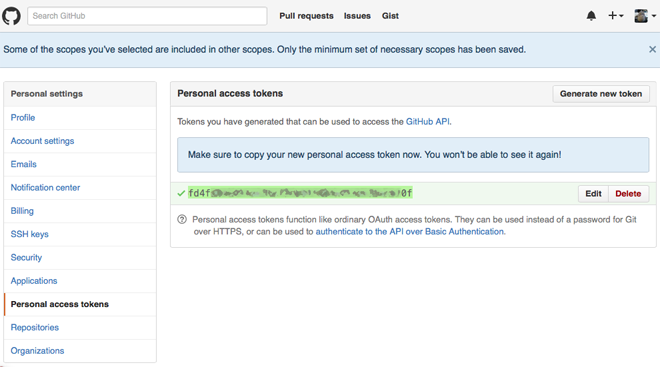 Search GitHub
Pull requests
Issues
Gist
Some of the scopes you've selected are included in other scopes. Only the minimum set of necessary scopes has been saved.
Personal settings
Profile
Account settings
Emails
Notification center
Billing
SSH keys
Security
Applications
Personal access tokens
Repositories
Organizations
Personal access tokens
Generate new token
Tokens you have generated that can be used to access the GitHub API.
Make sure to copy your new personal access token now. You won't be able to see it again!
fd4f 0f
Edit
Delete
Personal access tokens function like ordinary OAuth access tokens. They can be used instead of a password for Git
over HTTPS, or can be used to authenticate to the API over Basic Authentication.